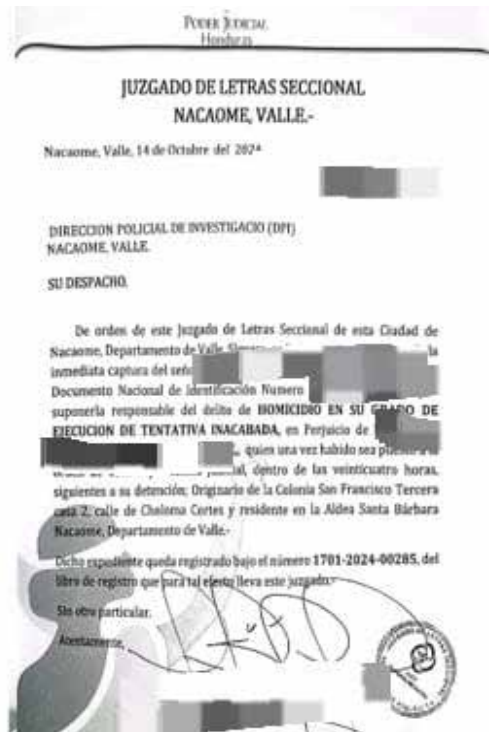 PODER JUDICIAL
Honduras
JUZGADO DE LETRAS SECCIONAL
NACAOME, VALLE.-
Nacaome, Valle, 14 de Octubre del 2024
DIRECCION POLICIAL DE INVESTIGACIO (DPI)
NACAOME, VALLE.
SU DESPACHO.
De orden de este Juzgado de Letras Seccional de esta Ciudad de
Nacaome, Departamento de Valle, la
inmediata captura del seño
Documento Nacional de Identificación Numero
suponerla responsable del delito de HOMICIDIO EN SU GRADO DE
EJECUCION DE TENTATIVA INACABADA, en Perjuicio de
quien una vez habido sea
dentro de las veinticuatro horas,
siguientes a su detención; Originario de la Colonia San Francisco Tercera
casa 2, calle de Choloma Cortes y residente en la Aldea Santa Bárbara
Nacaome, Departamento de Valle.-
Dicho expediente queda registrado bajo el número 1701-2024-00285, del
libro de registro que para tal efecto lleva este juzgado.-
Sin otro particular.
Atentamente,